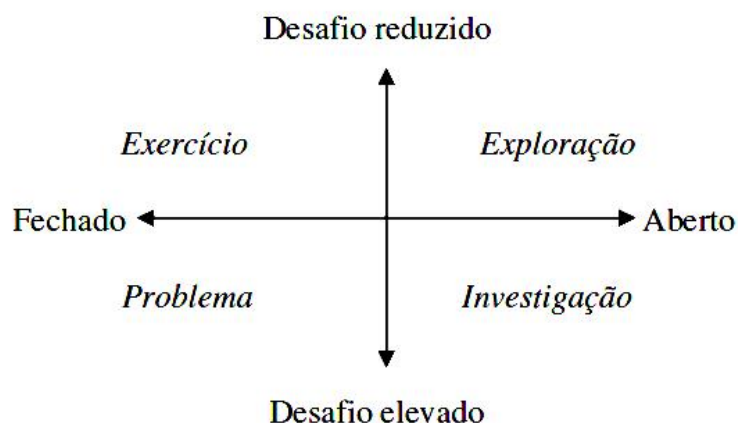 Desafio reduzido
Exercício Exploração
Fechado Aberto
Problema Investigação
Desafio elevado